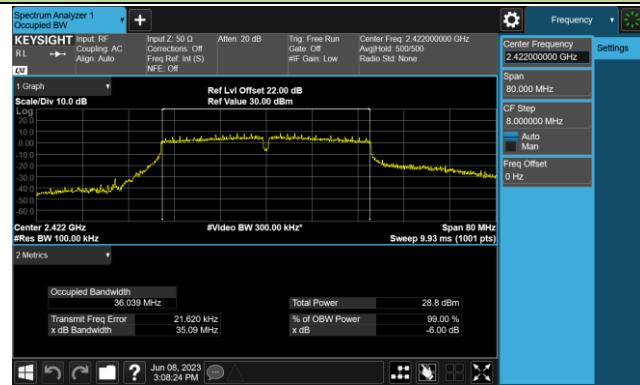 Spectrum Analyzer 1
Occupied BW
Frequency
KEYSIGHT
RL
LXI
Input: RF
Coupling: AC
Align: Auto
Input Z: 50 Ω
Corrections: Off
Freq Ref: Int (S)
NFE: Off
Atten: 20 dB
Trig: Free Run
Gate: Off
#IF Gain: Low
Center Freq: 2.422000000 GHz
Avg|Hold: 500/500
Radio Std: None
Center Frequency
2.422000000 GHz
Settings
Span
80.000 MHz
CF Step
8.000000 MHz
Auto
Man
Freq Offset
0 Hz
1 Graph
Scale/Div 10.0 dB
Ref Lvl Offset 22.00 dB
Ref Value 30.00 dBm
Log
20.0
10.0
0.00
-10.0
-20.0
-30.0
-40.0
-50.0
-60.0
Center 2.422 GHz
#Res BW 100.00 kHz
#Video BW 300.00 kHz*
Span 80 MHz
Sweep 9.93 ms (1001 pts)
2 Metrics
Occupied Bandwidth
36.039 MHz
Total Power 28.8 dBm
Transmit Freq Error 21.620 kHz
% of OBW Power 99.00 %
x dB Bandwidth 35.09 MHz
x dB -6.00 dB
?
Jun 08, 2023
3:08:24 PM